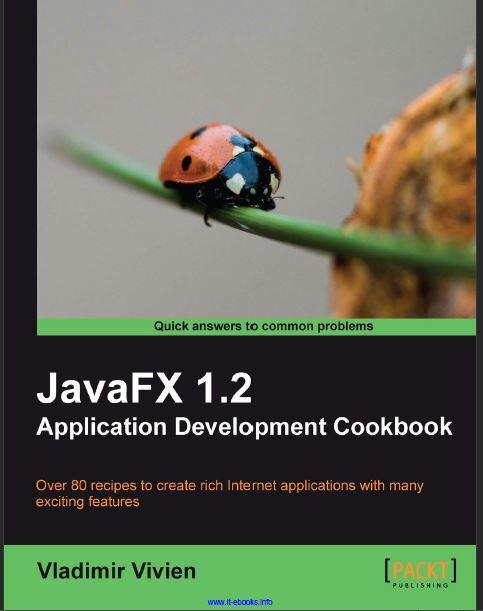 Quick answers to common problems
JavaFX 1.2
Application Development Cookbook
Over 80 recipes to create rich Internet applications with many
exciting features
Vladimir Vivien
[PACKT]
PUBLISHING
www.it-ebooks.info